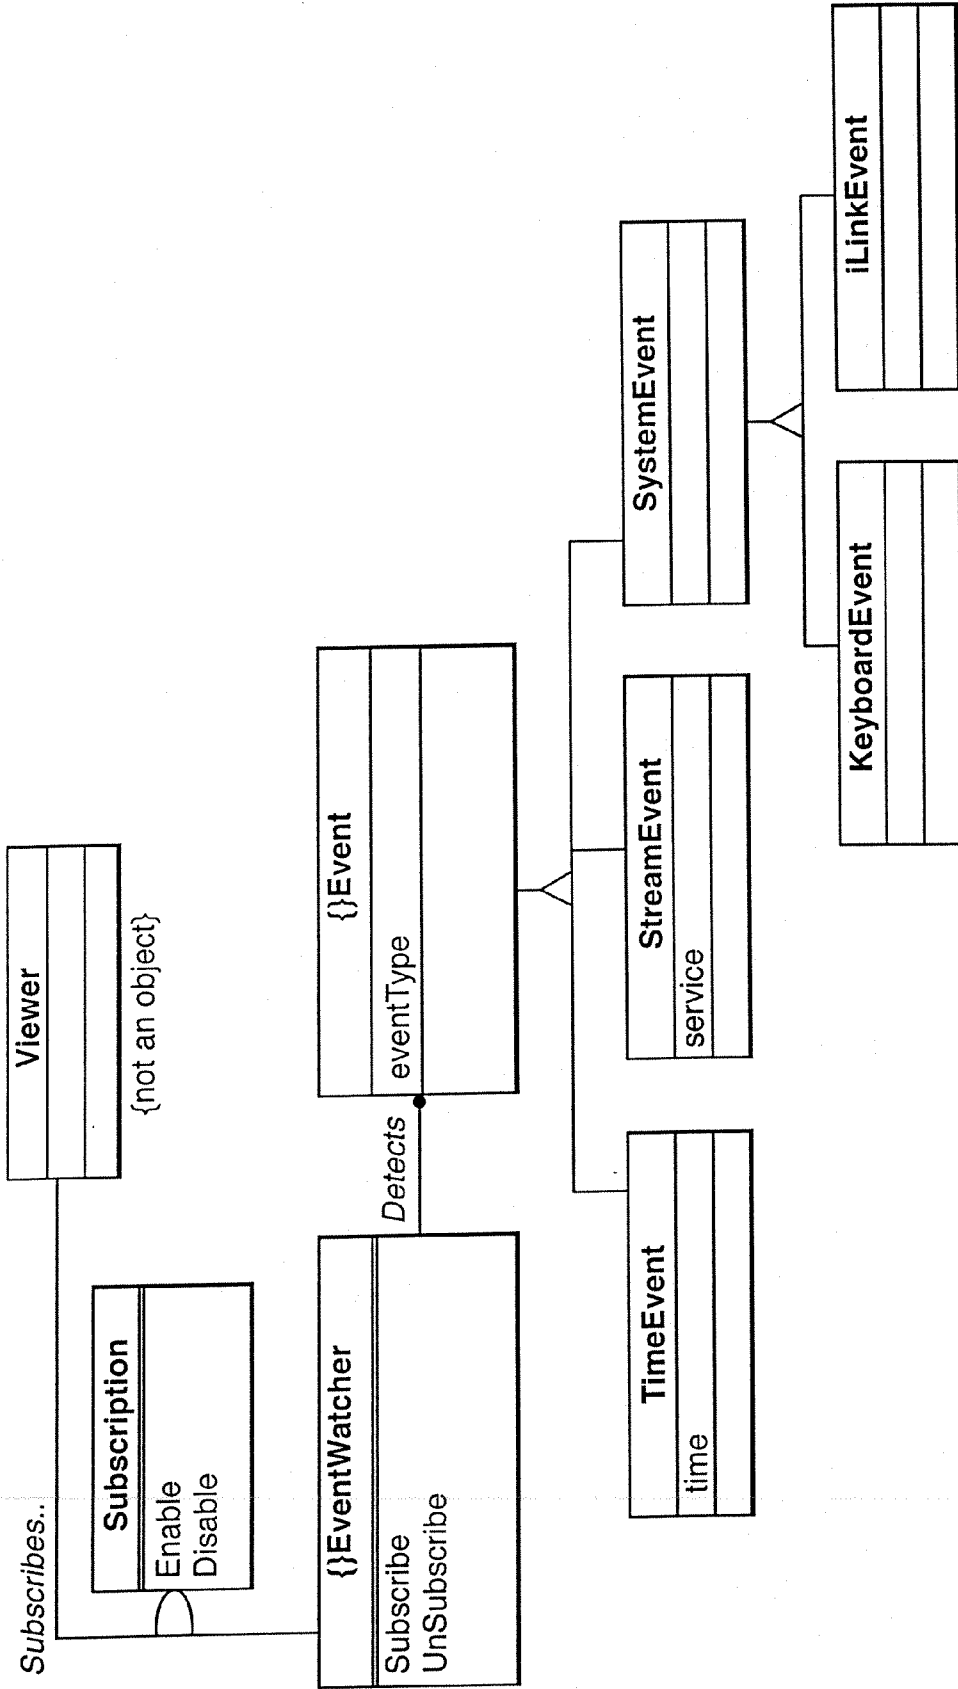 Subscribes..
Viewer
{not an object}
Subscription
Enable
Disable
{}EventWatcher
Subscribe
UnSubscribe
Detects
{}Event
eventType
TimeEvent
time
StreamEvent
service
SystemEvent
KeyboardEvent
iLinkEvent